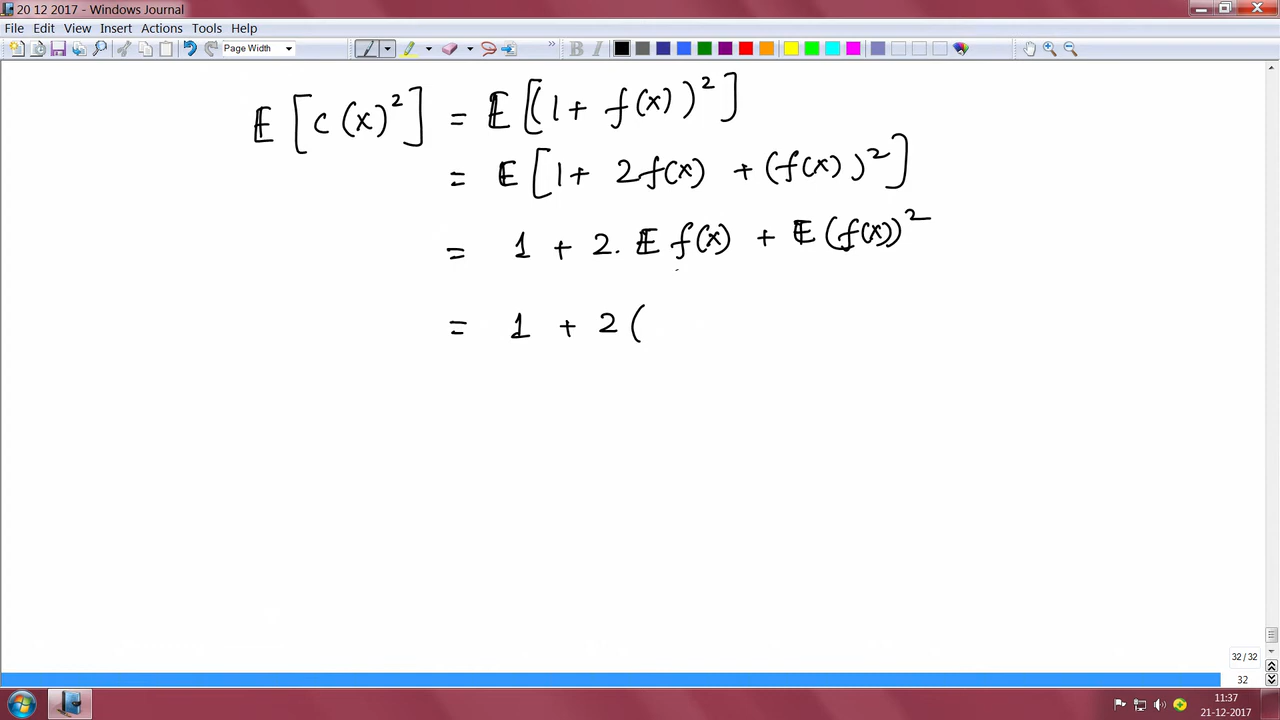 20 12 2017 - Windows Journal
File Edit View Insert Actions Tools Help
Page Width
𝔼[c(x)²] = 𝔼[(1+ f(x))²]
= 𝔼[1+ 2f(x) + (f(x))²]
= 1 + 2. 𝔼 f(x) + 𝔼(f(x))²
= 1 + 2(
32/32
32
11:37
21-12-2017